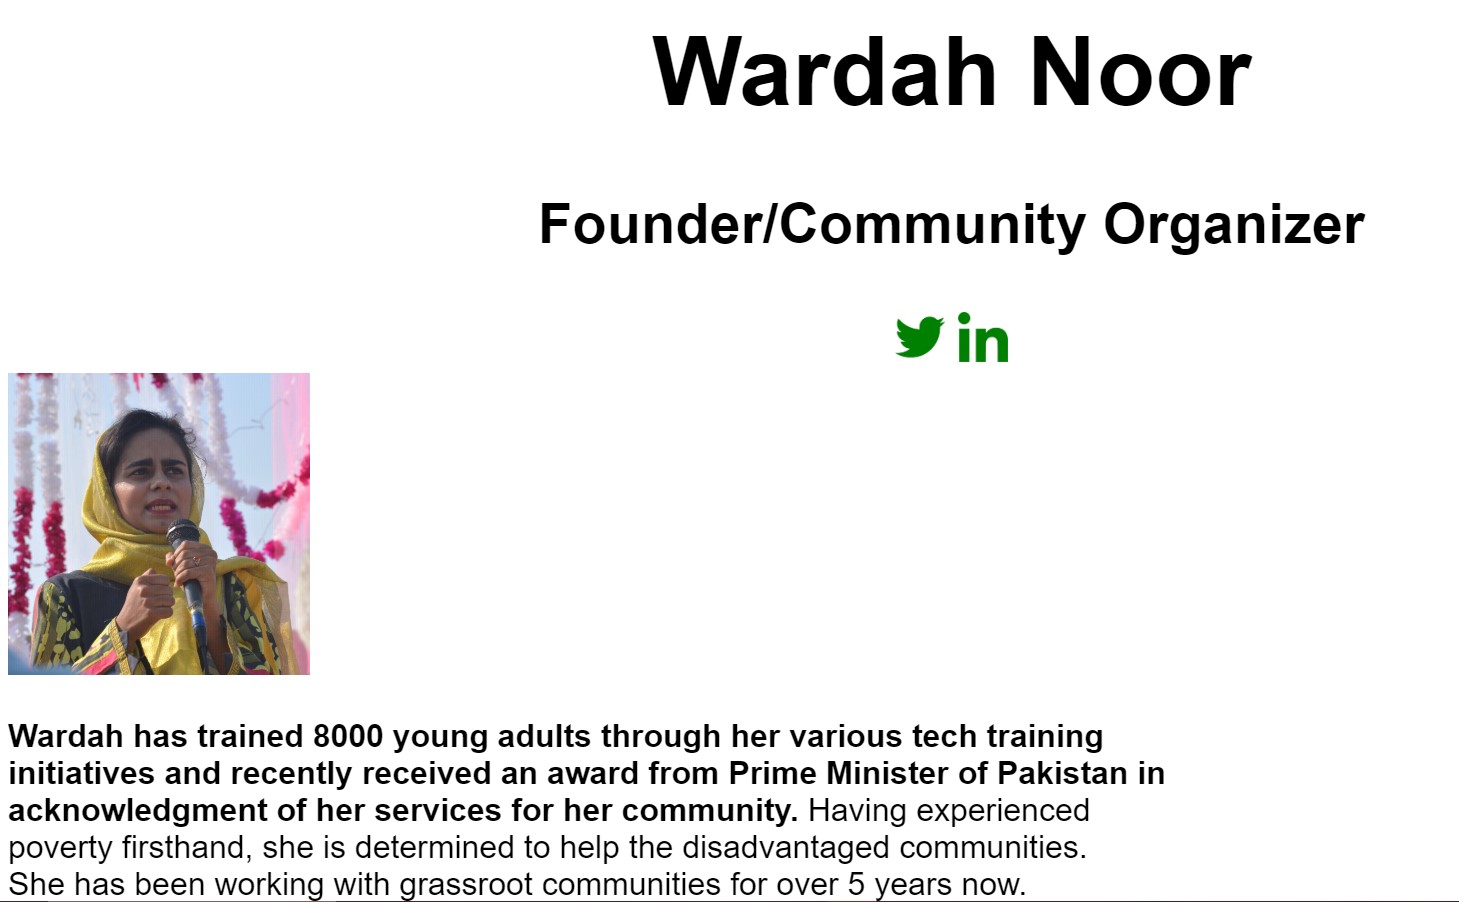 Wardah Noor
Founder/Community Organizer
in
Wardah has trained 8000 young adults through her various tech training
initiatives and recently received an award from Prime Minister of Pakistan in
acknowledgment of her services for her community. Having experienced
poverty firsthand, she is determined to help the disadvantaged communities.
She has been working with grassroot communities for over 5 years now.